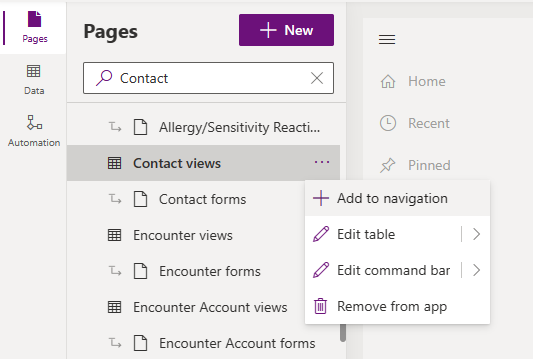 Pages
Data
Automation
Pages
New
Contact
Allergy/Sensitivity Reacti...
Contact views
Contact forms
Encounter views
Encounter forms
Encounter Account views
Encounter Account forms
Home
Recent
Pinned
Add to navigation
Edit table
Edit command bar
Remove from app